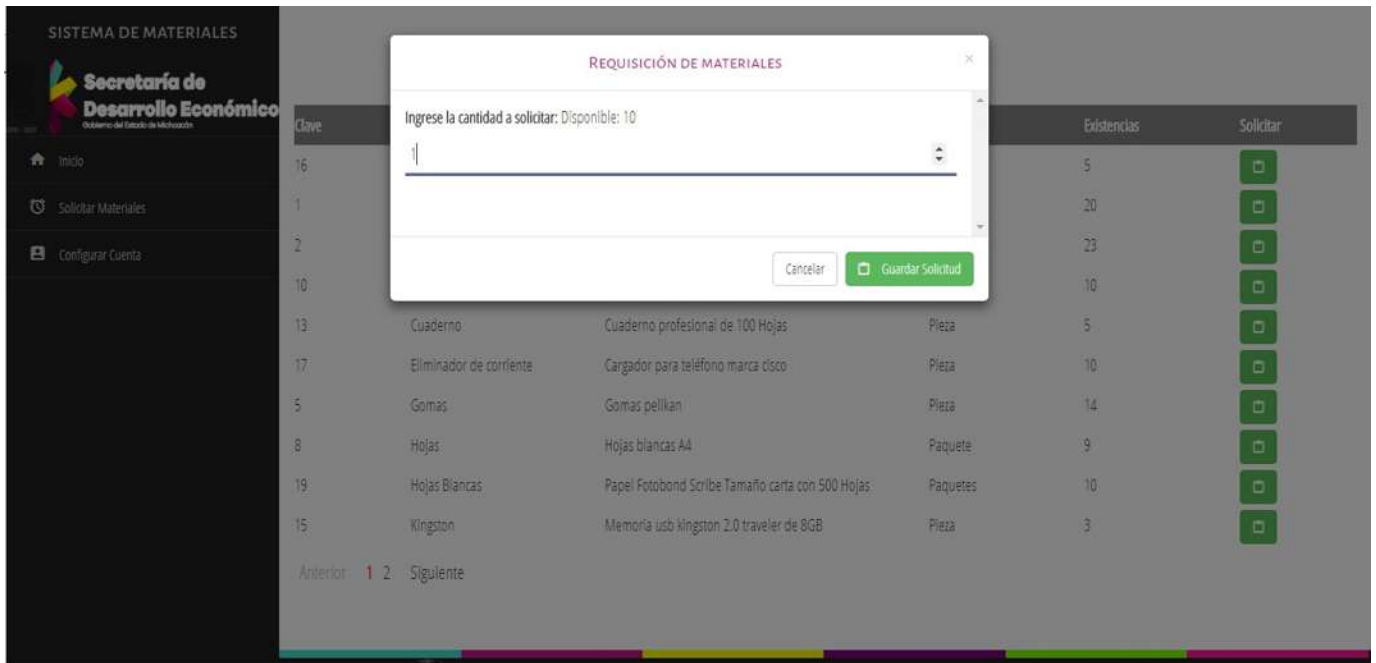 SISTEMA DE MATERIALES
Secretaría de
Desarrollo Económico
Gobierno del Estado de Michoacán
Inicio
Solicitar Materiales
Configurar Cuenta
REQUISICIÓN DE MATERIALES ×
Ingrese la cantidad a solicitar: Disponible: 10
1
Cancelar Guardar Solicitud
Clave Existencias Solicitar
16 5
1 20
2 23
10 10
13 Cuaderno Cuaderno profesional de 100 Hojas Pieza 5
17 Eliminador de corriente Cargador para teléfono marca cisco Pieza 10
5 Gomas Gomas pelikan Pieza 14
8 Hojas Hojas blancas A4 Paquete 9
19 Hojas Blancas Papel Fotobond Scribe Tamaño carta con 500 Hojas Paquetes 10
15 Kingston Memoria usb kingston 2.0 traveler de 8GB Pieza 3
Anterior 1 2 Siguiente